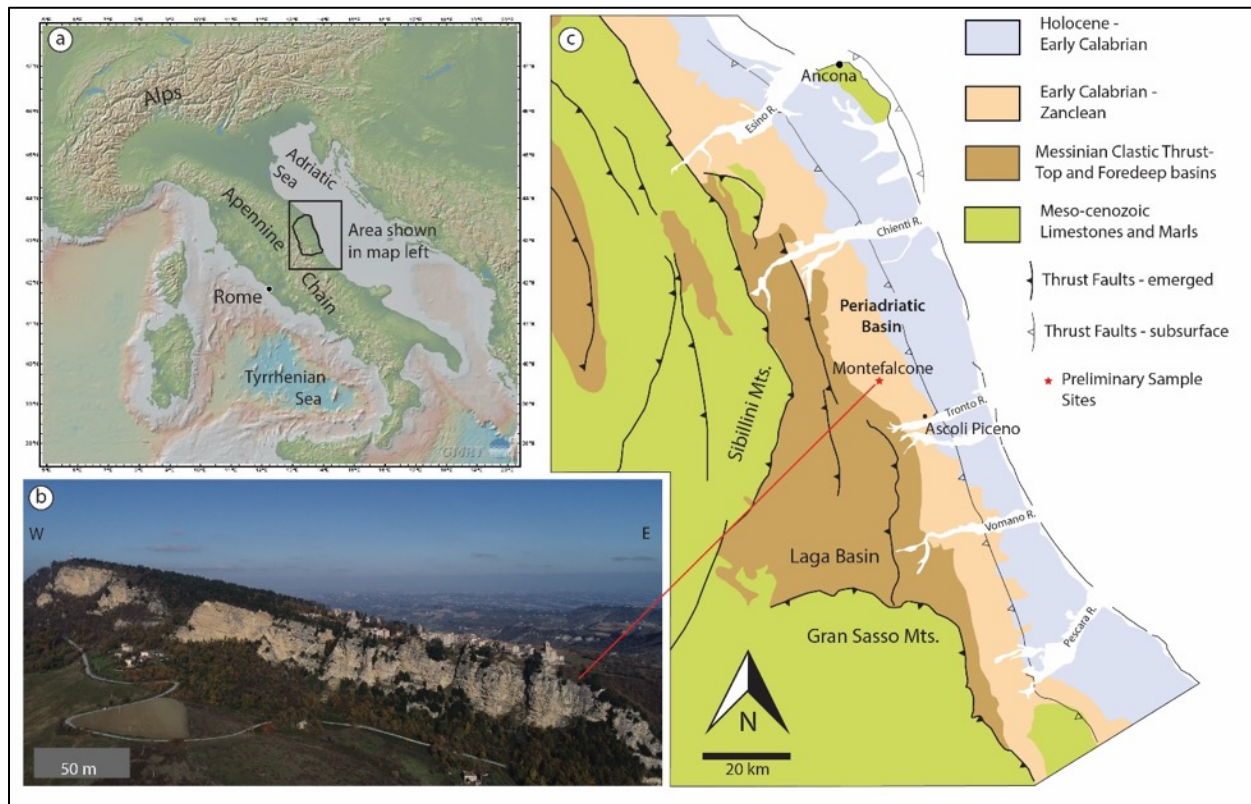 a
Alps
Adriatic
Sea
Apennine
Chain
Area shown
in map left
Rome
Tyrrhenian
Sea
GMRT
b
W
E
50 m
c
Ancona
Esino R.
Chienti R.
Periadriatic
Basin
Montefalcone
Sibillini Mts.
Tronto R.
Ascoli Piceno
Vomano R.
Laga Basin
Gran Sasso Mts.
Pescara R.
N
20 km
Holocene -
Early Calabrian
Early Calabrian -
Zanclean
Messinian Clastic Thrust-
Top and Foredeep basins
Meso-cenozoic
Limestones and Marls
Thrust Faults - emerged
Thrust Faults - subsurface
Preliminary Sample
Sites